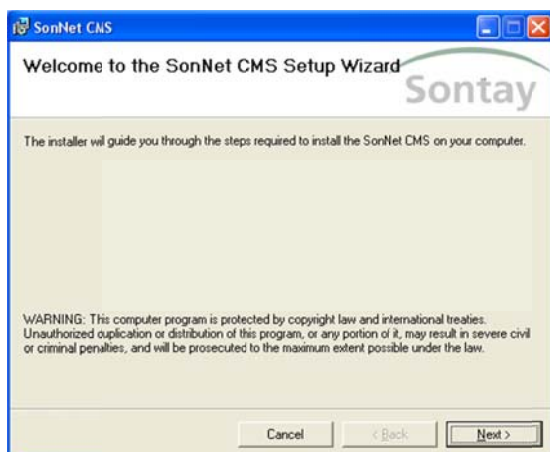 SonNet CMS
Welcome to the SonNet CMS Setup Wizard
Sontay
The installer will guide you through the steps required to install the SonNet CMS on your computer.
WARNING: This computer program is protected by copyright law and international treaties.
Unauthorized duplication or distribution of this program, or any portion of it, may result in severe civil
or criminal penalties, and will be prosecuted to the maximum extent possible under the law.
Cancel
< Back
Next >